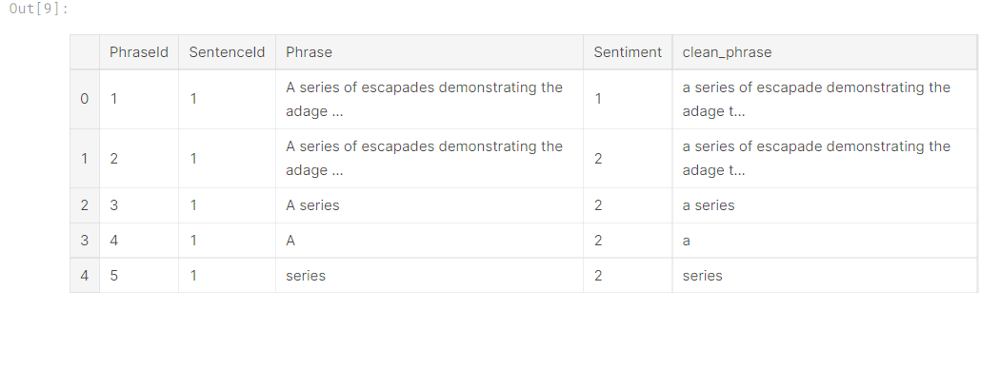 Out[9]:
PhraseId SentenceId Phrase Sentiment clean_phrase
0 1 1 A series of escapades demonstrating the adage ... 1 a series of escapade demonstrating the adage t...
1 2 1 A series of escapades demonstrating the adage ... 2 a series of escapade demonstrating the adage t...
2 3 1 A series 2 a series
3 4 1 A 2 a
4 5 1 series 2 series